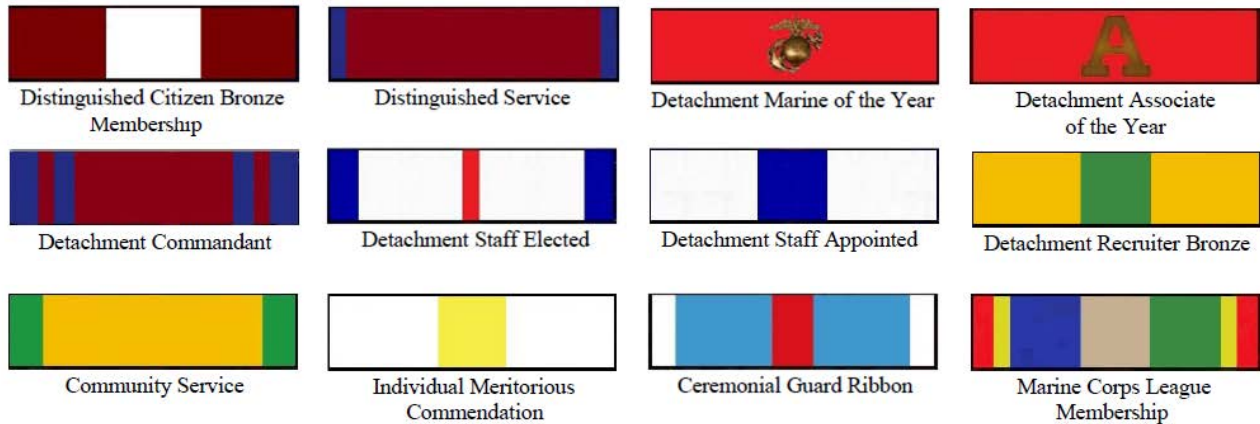 Distinguished Citizen Bronze
Membership
Distinguished Service
Detachment Marine of the Year
A
Detachment Associate
of the Year
Detachment Commandant
Detachment Staff Elected
Detachment Staff Appointed
Detachment Recruiter Bronze
Community Service
Individual Meritorious
Commendation
Ceremonial Guard Ribbon
Marine Corps League
Membership